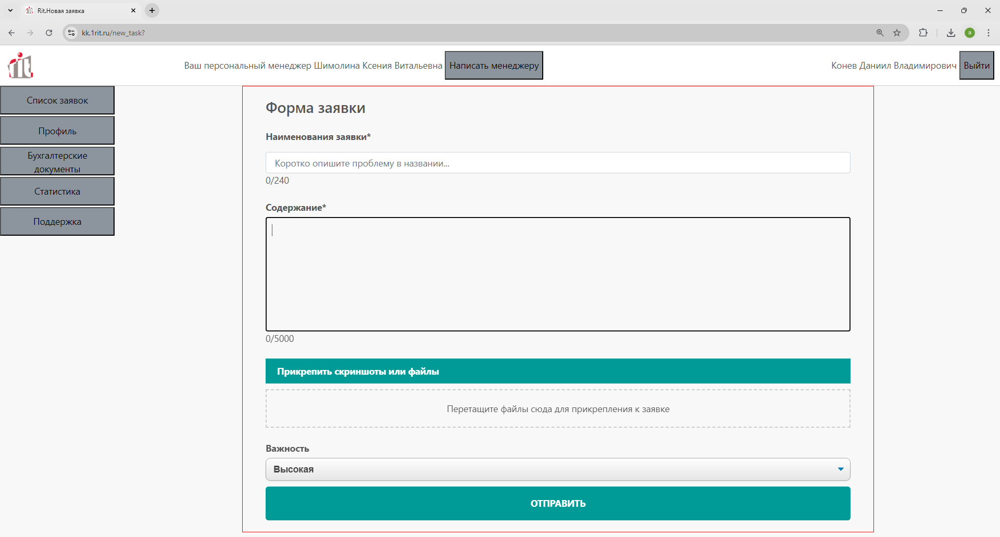 Rit.Новая заявка
kk.1rit.ru/new_task?
a
rit.
Ваш персональный менеджер Шимолина Ксения Витальевна
Написать менеджеру
Конев Даниил Владимирович
Выйти
Список заявок
Профиль
Бухгалтерские
документы
Статистика
Поддержка
Форма заявки
Наименования заявки*
Коротко опишите проблему в названии...
0/240
Содержание*
0/5000
Прикрепить скриншоты или файлы
Перетащите файлы сюда для прикрепления к заявке
Важность
Высокая
ОТПРАВИТЬ